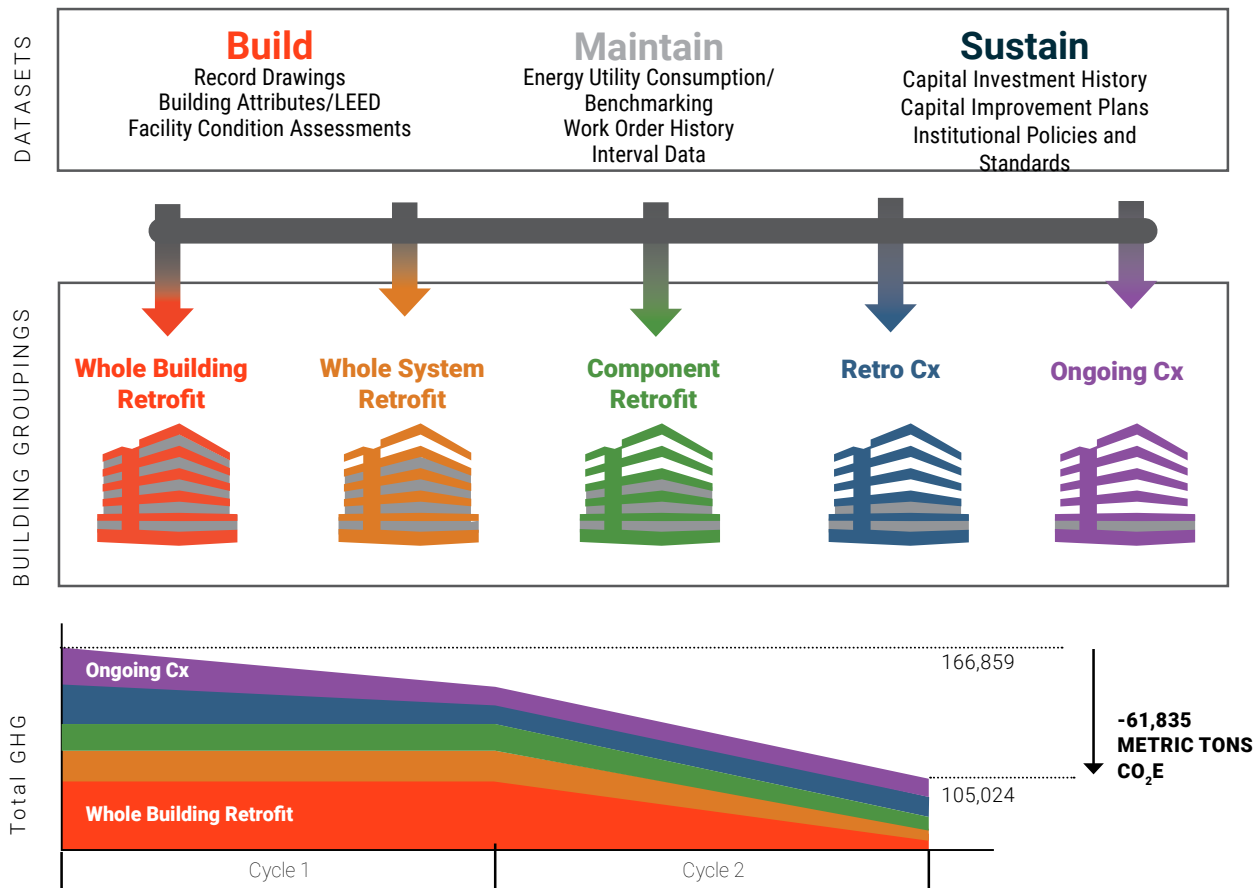 DATASETS
Build
Record Drawings
Building Attributes/LEED
Facility Condition Assessments
Maintain
Energy Utility Consumption/
Benchmarking
Work Order History
Interval Data
Sustain
Capital Investment History
Capital Improvement Plans
Institutional Policies and
Standards
BUILDING GROUPINGS
Whole Building
Retrofit
Whole System
Retrofit
Component
Retrofit
Retro Cx
Ongoing Cx
Total GHG
Ongoing Cx
Whole Building Retrofit
166,859
-61,835
METRIC TONS
CO₂E
105,024
Cycle 1
Cycle 2